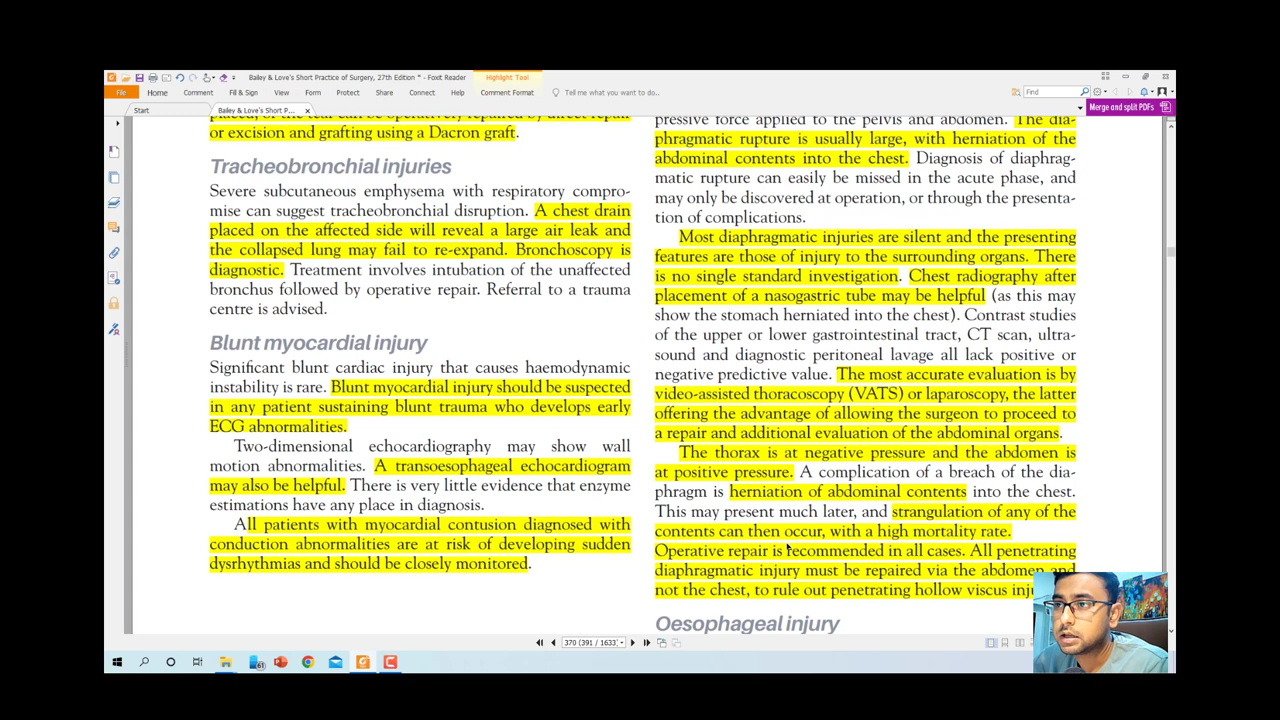 Bailey & Love's Short Practice of Surgery, 27th Edition * - Foxit Reader
Highlight Tool
File
Home
Comment
Fill & Sign
View
Form
Protect
Share
Connect
Help
Comment Format
Tell me what you want to do..
Find
Start
Bailey & Love's Short P...
Merge and split PDFs
or excision and grafting using a Dacron graft.
Tracheobronchial injuries
Severe subcutaneous emphysema with respiratory compro-
mise can suggest tracheobronchial disruption. A chest drain
placed on the affected side will reveal a large air leak and
the collapsed lung may fail to re-expand. Bronchoscopy is
diagnostic. Treatment involves intubation of the unaffected
bronchus followed by operative repair. Referral to a trauma
centre is advised.
Blunt myocardial injury
Significant blunt cardiac injury that causes haemodynamic
instability is rare. Blunt myocardial injury should be suspected
in any patient sustaining blunt trauma who develops early
ECG abnormalities.
Two-dimensional echocardiography may show wall
motion abnormalities. A transoesophageal echocardiogram
may also be helpful. There is very little evidence that enzyme
estimations have any place in diagnosis.
All patients with myocardial contusion diagnosed with
conduction abnormalities are at risk of developing sudden
dysrhythmias and should be closely monitored.
pressive force applied to the pelvis and abdomen. The dia-
phragmatic rupture is usually large, with herniation of the
abdominal contents into the chest. Diagnosis of diaphrag-
matic rupture can easily be missed in the acute phase, and
may only be discovered at operation, or through the presenta-
tion of complications.
Most diaphragmatic injuries are silent and the presenting
features are those of injury to the surrounding organs. There
is no single standard investigation. Chest radiography after
placement of a nasogastric tube may be helpful (as this may
show the stomach herniated into the chest). Contrast studies
of the upper or lower gastrointestinal tract, CT scan, ultra-
sound and diagnostic peritoneal lavage all lack positive or
negative predictive value. The most accurate evaluation is by
video-assisted thoracoscopy (VATS) or laparoscopy, the latter
offering the advantage of allowing the surgeon to proceed to
a repair and additional evaluation of the abdominal organs.
The thorax is at negative pressure and the abdomen is
at positive pressure. A complication of a breach of the dia-
phragm is herniation of abdominal contents into the chest.
This may present much later, and strangulation of any of the
contents can then occur, with a high mortality rate.
Operative repair is recommended in all cases. All penetrating
diaphragmatic injury must be repaired via the abdomen and
not the chest, to rule out penetrating hollow viscus
Oesophageal injury
370 (391 / 1633)
61